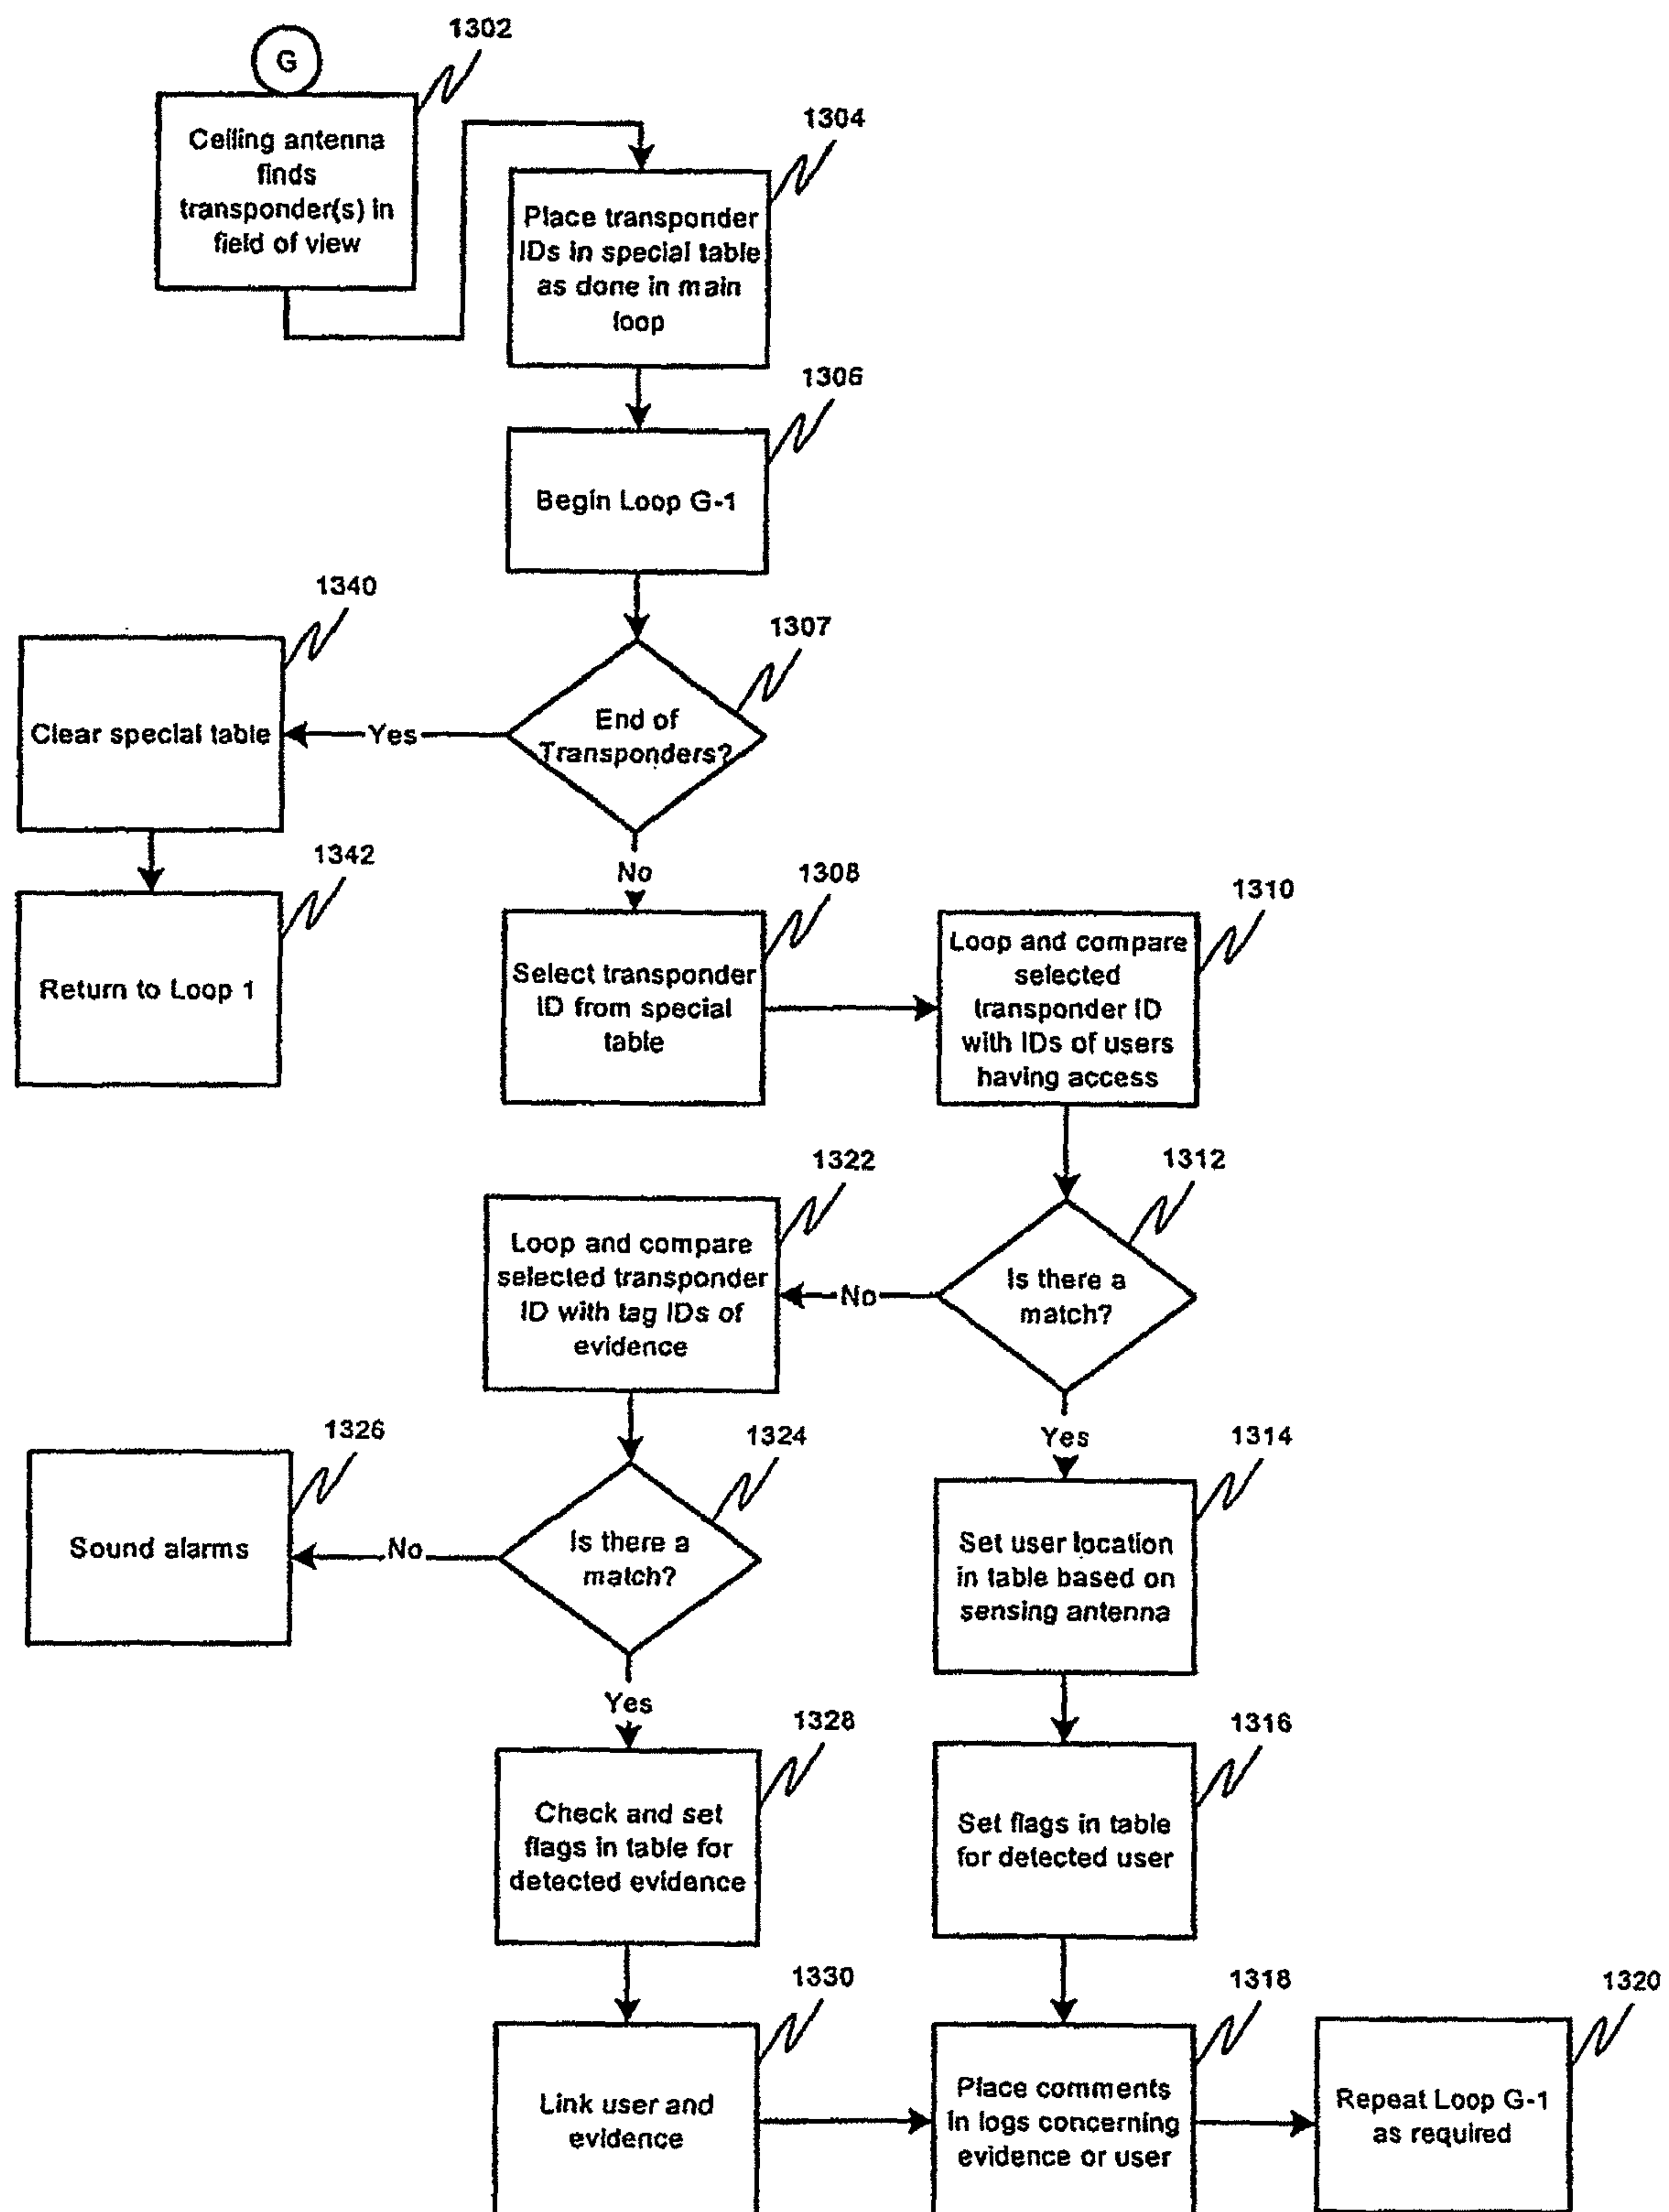 1302
G
Ceiling antenna
finds
transponder(s) in
field of view
1304
Place transponder
IDs in special table
as done in main
loop
1306
Begin Loop G-1
1340
Clear special table
1307
End of
Transponders?
Yes
No
1342
Return to Loop 1
1308
Select transponder
ID from special
table
1310
Loop and compare
selected
transponder ID
with IDs of users
having access
1322
Loop and compare
selected transponder
ID with tag IDs of
evidence
1312
Is there a
match?
No
Yes
1326
Sound alarms
1324
Is there a
match?
No
Yes
1314
Set user location
in table based on
sensing antenna
1328
Check and set
flags in table for
detected evidence
1316
Set flags in table
for detected user
1330
Link user and
evidence
1318
Place comments
in logs concerning
evidence or user
1320
Repeat Loop G-1
as required